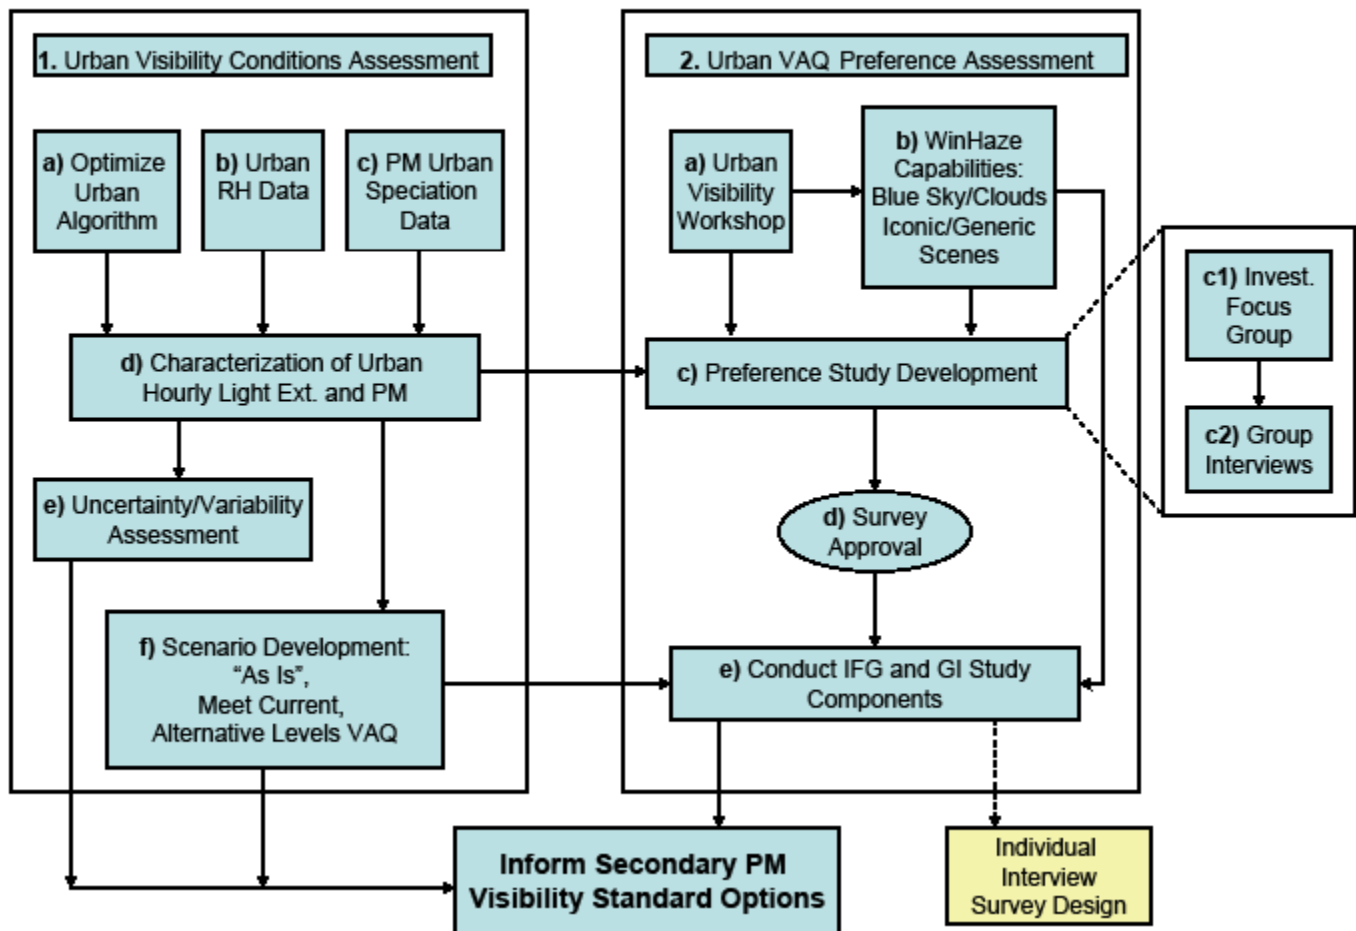 1. Urban Visibility Conditions Assessment
a) Optimize
Urban
Algorithm
b) Urban
RH Data
c) PM Urban
Speciation
Data
d) Characterization of Urban
Hourly Light Ext. and PM
e) Uncertainty/Variability
Assessment
f) Scenario Development:
“As Is”,
Meet Current,
Alternative Levels VAQ
2. Urban VAQ Preference Assessment
a) Urban
Visibility
Workshop
b) WinHaze
Capabilities:
Blue Sky/Clouds
Iconic/Generic
Scenes
c) Preference Study Development
c1) Invest.
Focus
Group
c2) Group
Interviews
d) Survey
Approval
e) Conduct IFG and GI Study
Components
Inform Secondary PM
Visibility Standard Options
Individual
Interview
Survey Design